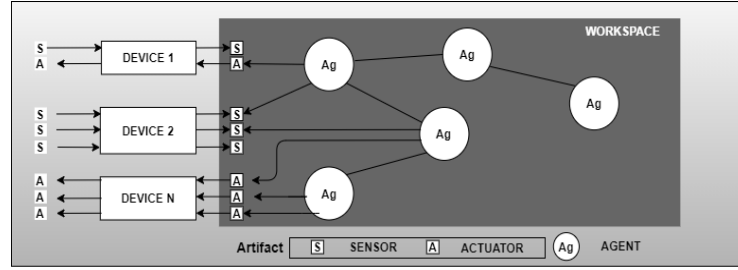 WORKSPACE
S DEVICE 1 S
A A
Ag
Ag
Ag
S S
S DEVICE 2 S
S S
Ag
A A
A DEVICE N A
A A
Ag
Artifact S SENSOR A ACTUATOR Ag AGENT